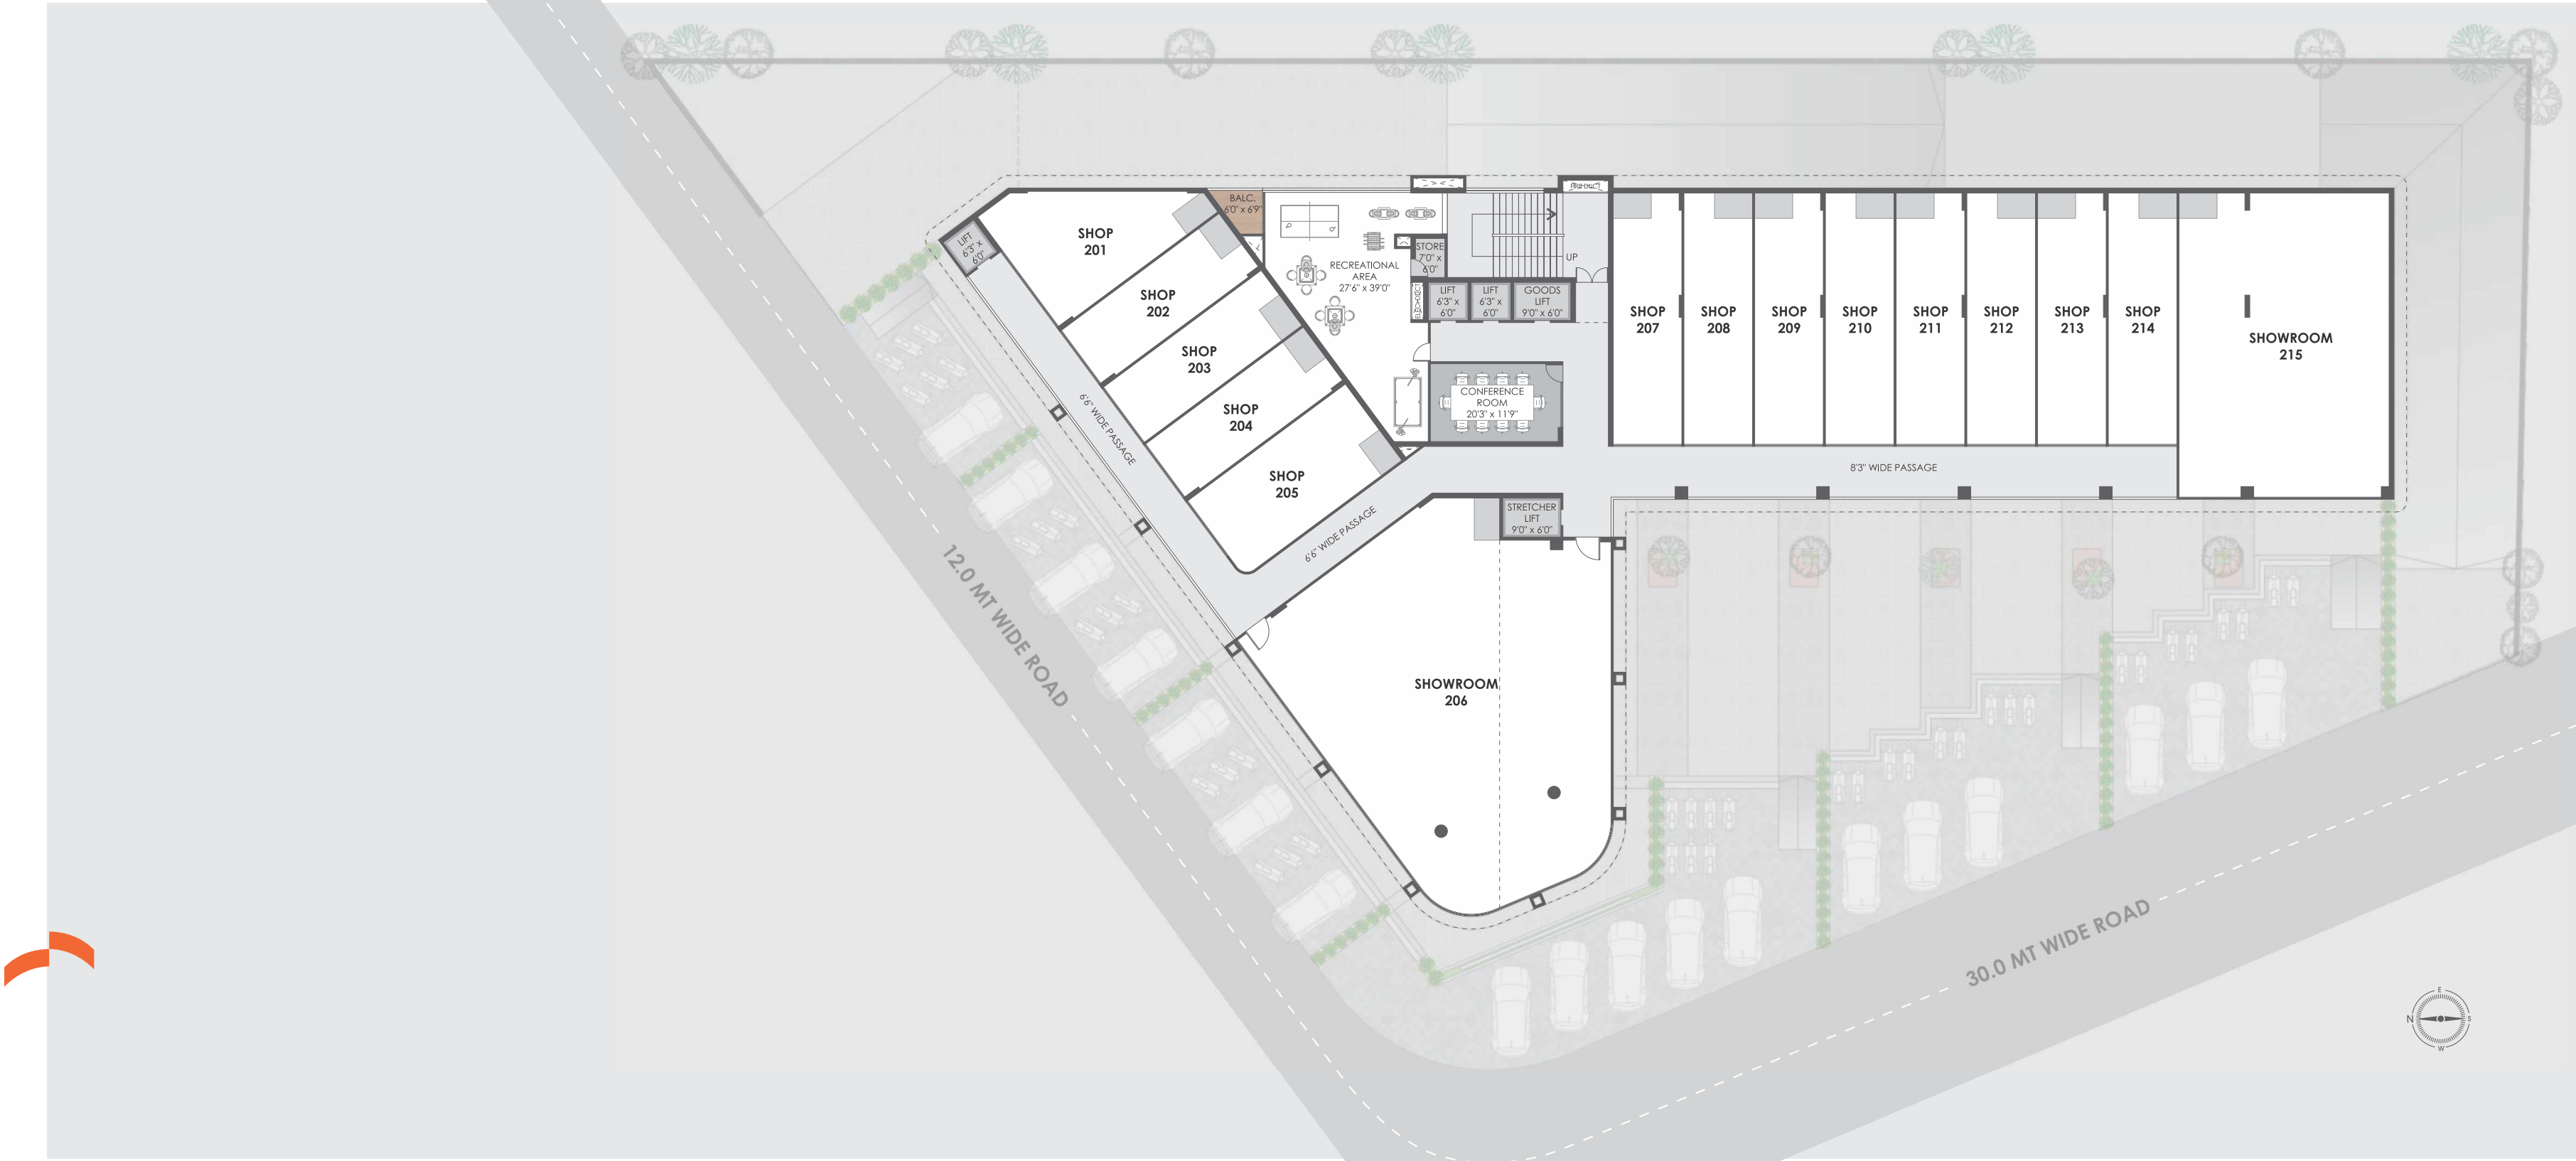 BALC.
6'0" x 6'9"
LIFT
6'3" x
6'0"
SHOP
201
SHOP
202
SHOP
203
SHOP
204
SHOP
205
RECREATIONAL
AREA
27'6" x 39'0"
STORE
7'0" x
6'0"
UP
LIFT
6'3" x
6'0"
LIFT
6'3" x
6'0"
GOODS
LIFT
9'0" x 6'0"
CONFERENCE
ROOM
20'3" x 11'9"
SHOP
207
SHOP
208
SHOP
209
SHOP
210
SHOP
211
SHOP
212
SHOP
213
SHOP
214
SHOWROOM
215
6'6" WIDE PASSAGE
8'3" WIDE PASSAGE
6'6" WIDE PASSAGE
STRETCHER
LIFT
9'0" x 6'0"
SHOWROOM
206
12.0 MT WIDE ROAD
30.0 MT WIDE ROAD
E
N
S
W